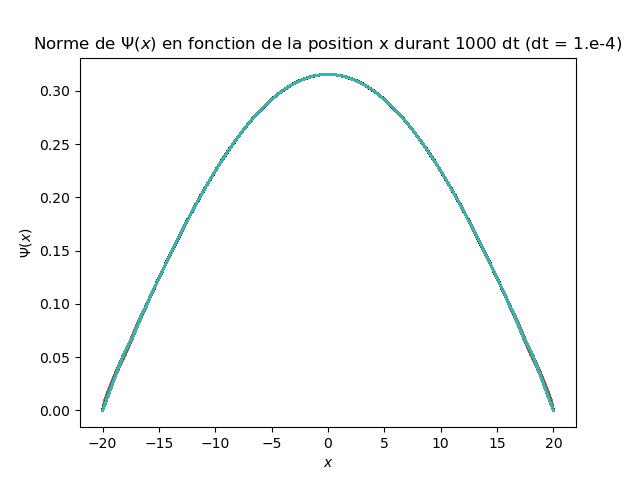 Norme de Ψ(x) en fonction de la position x durant 1000 dt (dt = 1.e-4)
0.30
0.25
0.20
0.15
0.10
0.05
0.00
Ψ(x)
−20 −15 −10 −5 0 5 10 15 20
x